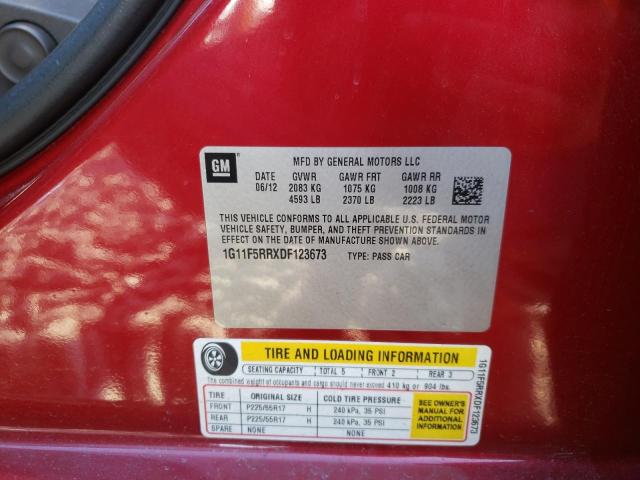 GM
MFD BY GENERAL MOTORS LLC
DATE GVWR GAWR FRT GAWR RR
06/12 2083 KG 1075 KG 1008 KG
4593 LB 2370 LB 2223 LB
THIS VEHICLE CONFORMS TO ALL APPLICABLE U.S. FEDERAL MOTOR
VEHICLE SAFETY, BUMPER, AND THEFT PREVENTION STANDARDS IN
EFFECT ON THE DATE OF MANUFACTURE SHOWN ABOVE.
1G11F5RRXDF123673 TYPE: PASS CAR
TIRE AND LOADING INFORMATION
SEATING CAPACITY TOTAL 5 FRONT 2 REAR 3
The combined weight of occupants and cargo should never exceed 410 kg or 904 lbs.
TIRE ORIGINAL SIZE COLD TIRE PRESSURE
FRONT P225/55R17 H 240 kPa, 35 PSI
REAR P225/55R17 H 240 kPa, 35 PSI
SPARE NONE NONE
SEE OWNER'S
MANUAL FOR
ADDITIONAL
INFORMATION
1G11F5RRXDF123673